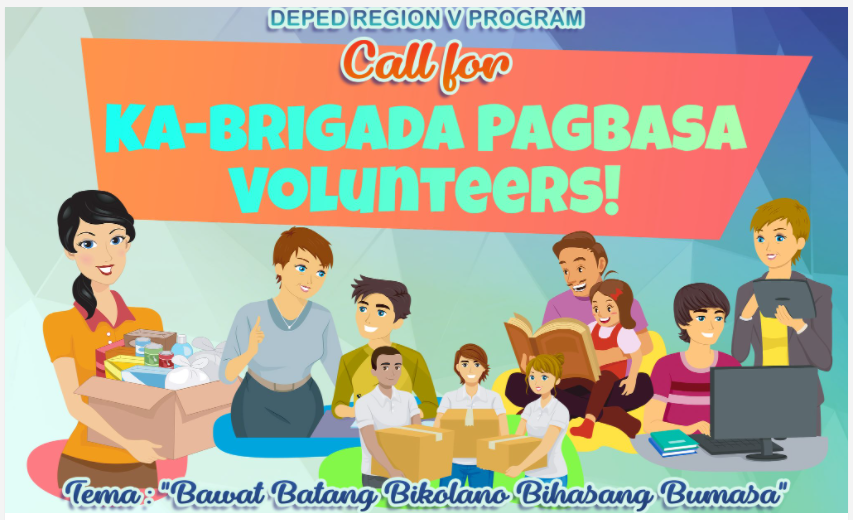 DEPED REGION V PROGRAM
Call for
KA-BRIGADA PAGBASA
VOLUNTEERS!
Tema : "Bawat Batang Bikolano Bihasang Bumasa"